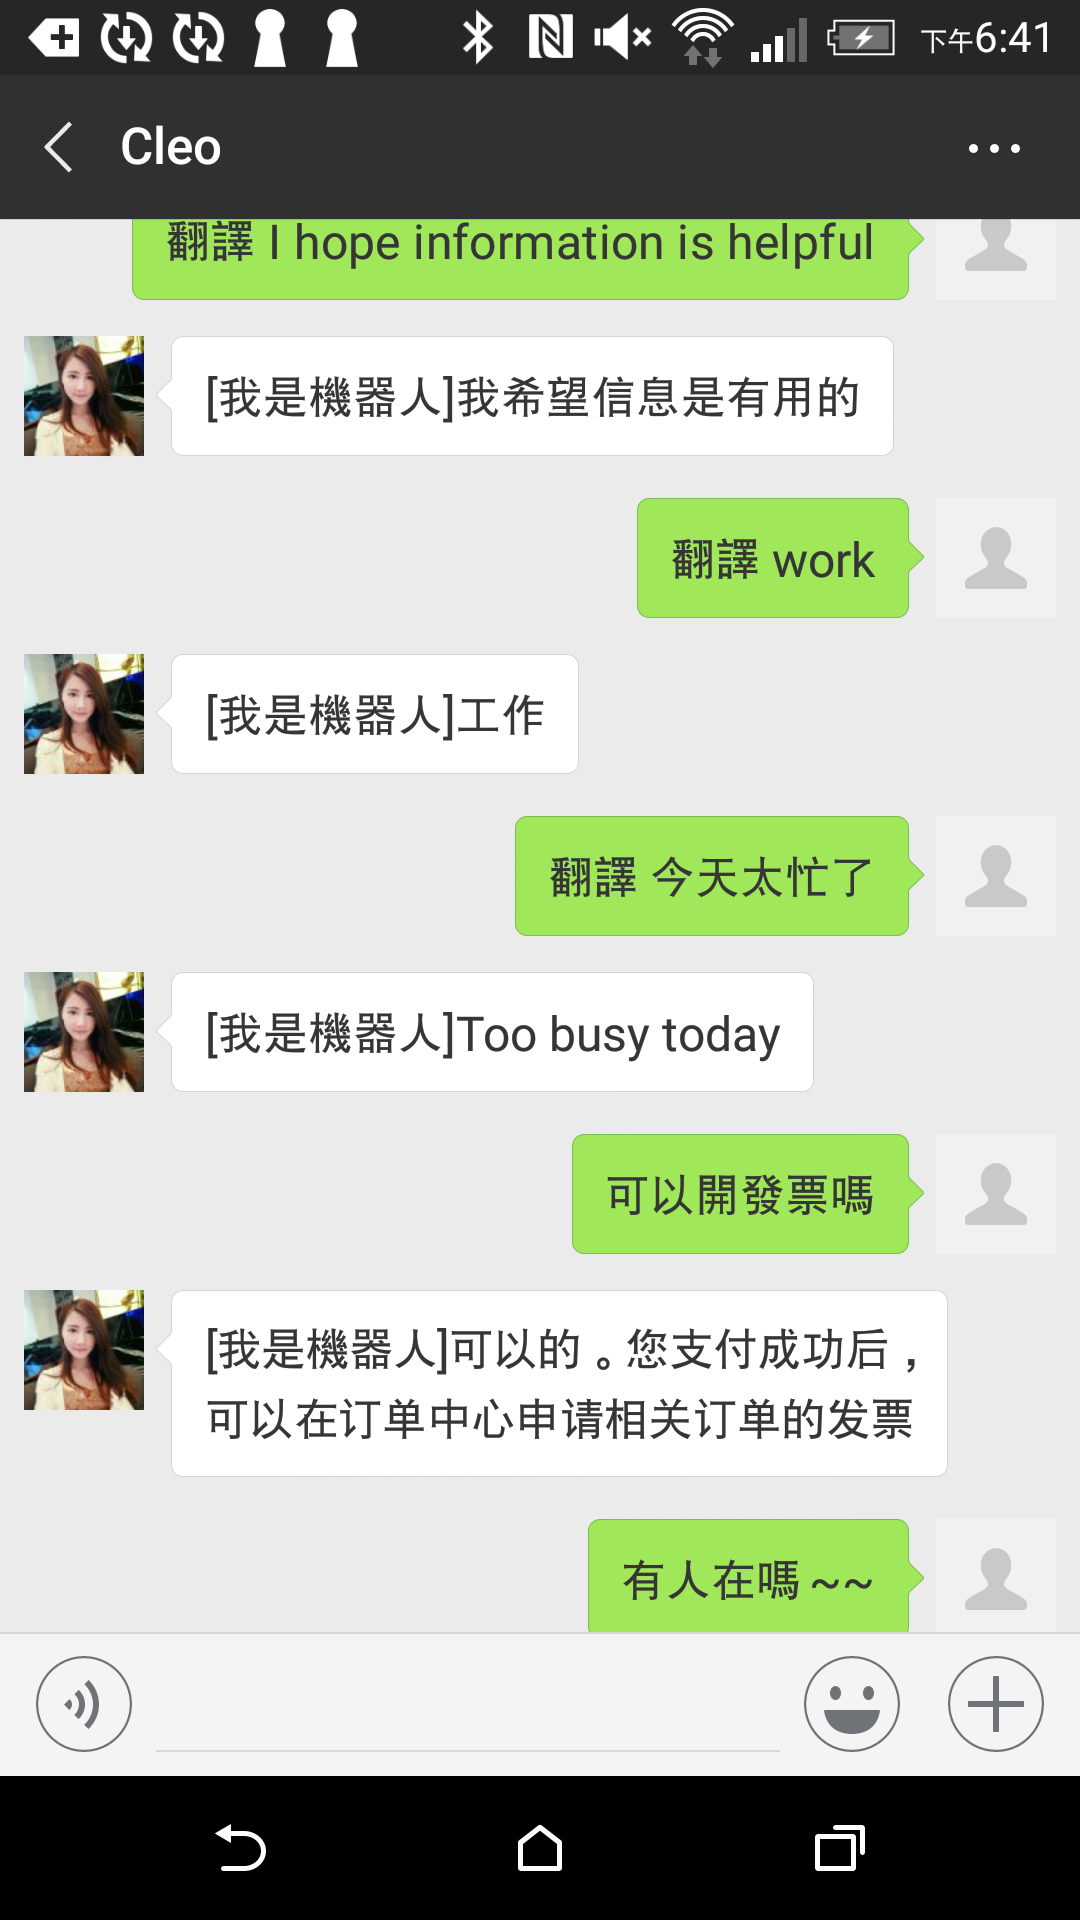 下午6:41
Cleo
翻譯 I hope information is helpful
[我是機器人]我希望信息是有用的
翻譯 work
[我是機器人]工作
翻譯 今天太忙了
[我是機器人]Too busy today
可以開發票嗎
[我是機器人]可以的。您支付成功后，
可以在订单中心申请相关订单的发票
有人在嗎~~